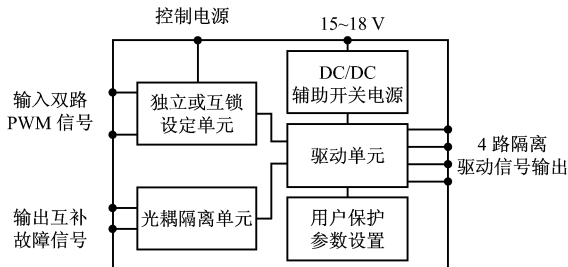 控制电源
15~18 V
输入双路
PWM 信号
独立或互锁
设定单元
DC/DC
辅助开关电源
驱动单元
4 路隔离
驱动信号输出
输出互补
故障信号
光耦隔离单元
用户保护
参数设置